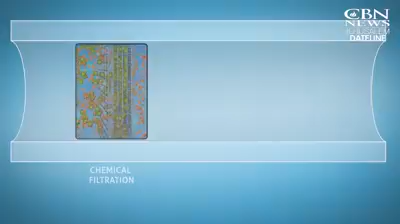 CBN
NEWS
JERUSALEM
DATELINE
CHEMICAL
FILTRATION